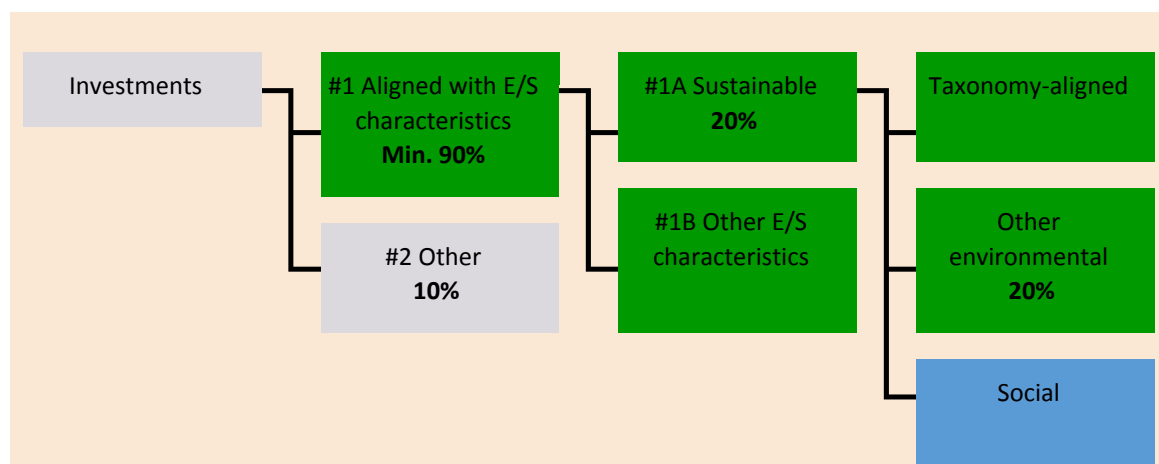 Investments
#1 Aligned with E/S
characteristics
Min. 90%
#2 Other
10%
#1A Sustainable
20%
#1B Other E/S
characteristics
Taxonomy-aligned
Other
environmental
20%
Social